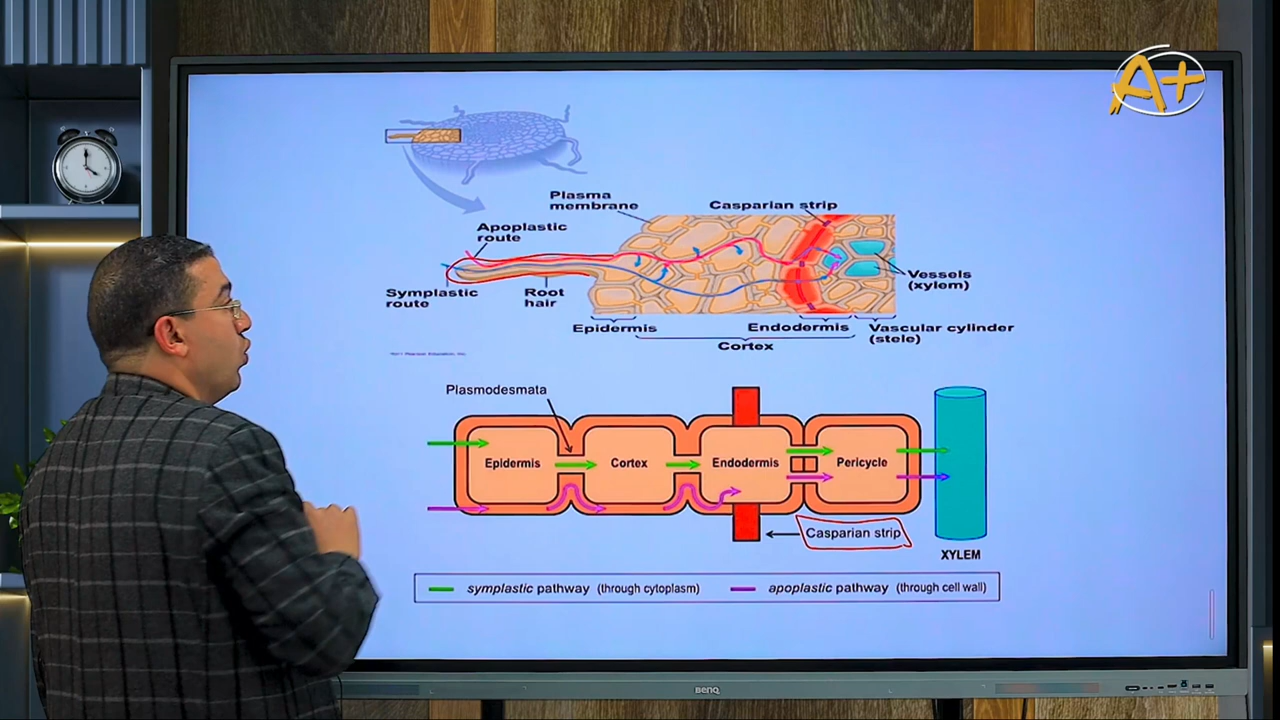 A+
Plasma
membrane
Casparian strip
Apoplastic
route
Vessels
(xylem)
Symplastic
route
Root
hair
Epidermis
Endodermis
Vascular cylinder
(stele)
Cortex
Plasmodesmata
Epidermis
Cortex
Endodermis
Pericycle
Casparian strip
XYLEM
symplastic pathway (through cytoplasm)
apoplastic pathway (through cell wall)
BenQ